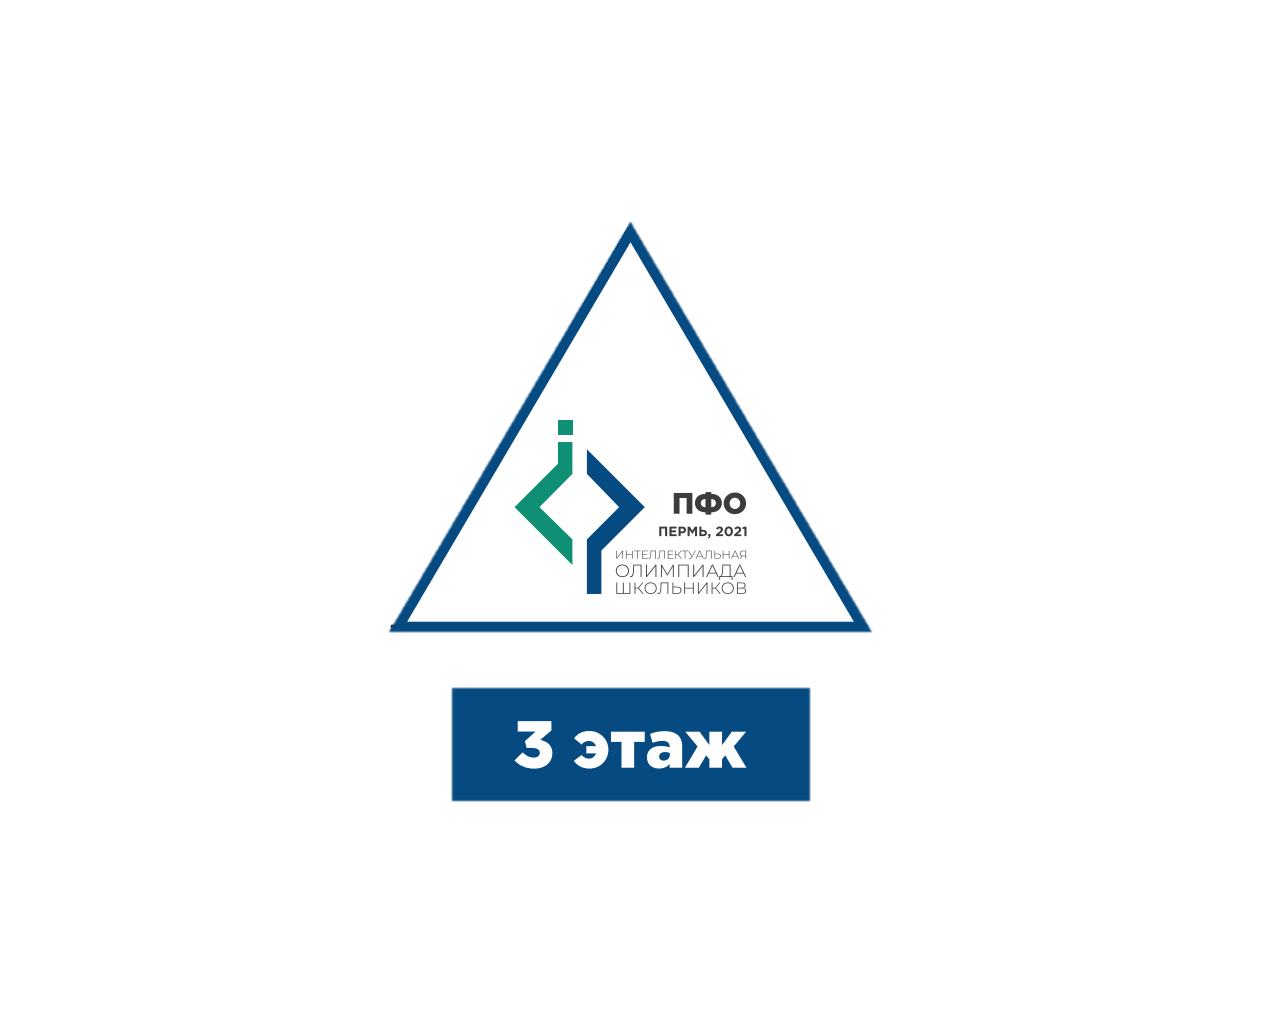 ПФО
ПЕРМЬ, 2021
ИНТЕЛЛЕКТУАЛЬНАЯ
ОЛИМПИАДА
ШКОЛЬНИКОВ
3 этаж